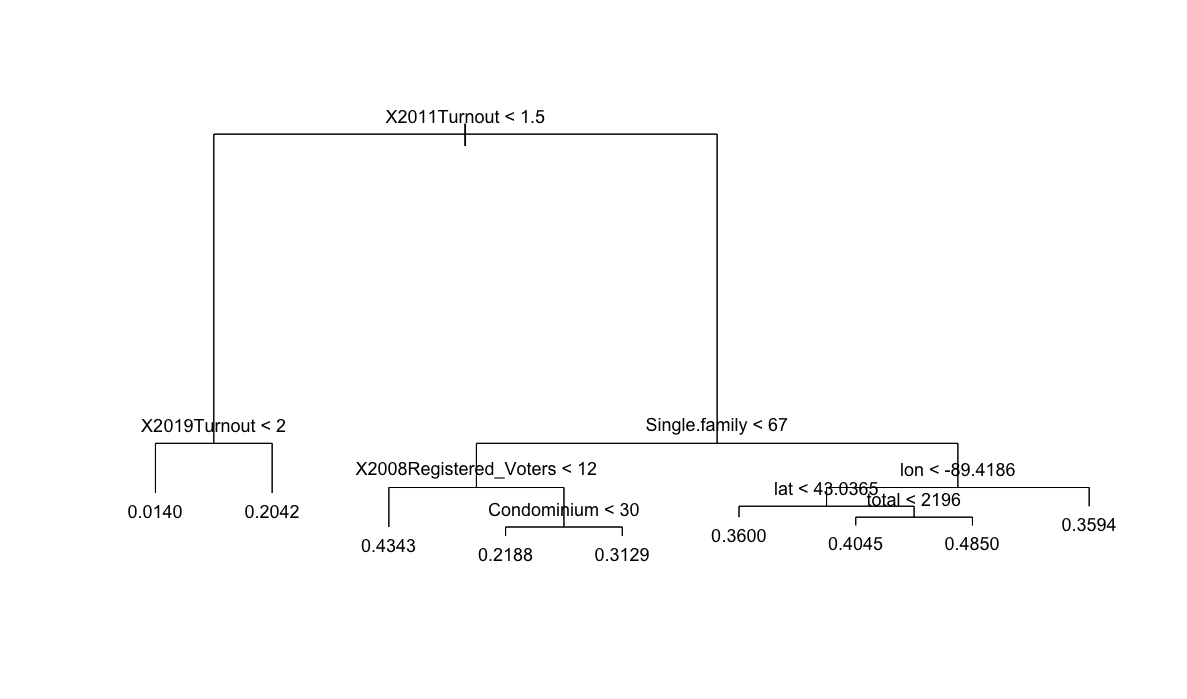 X2011Turnout < 1.5
X2019Turnout < 2
Single.family < 67
X2008Registered_Voters < 12
lon < -89.4186
lat < 43.0365
total < 2196
Condominium < 30
0.0140
0.2042
0.4343
0.2188
0.3129
0.3600
0.4045
0.4850
0.3594